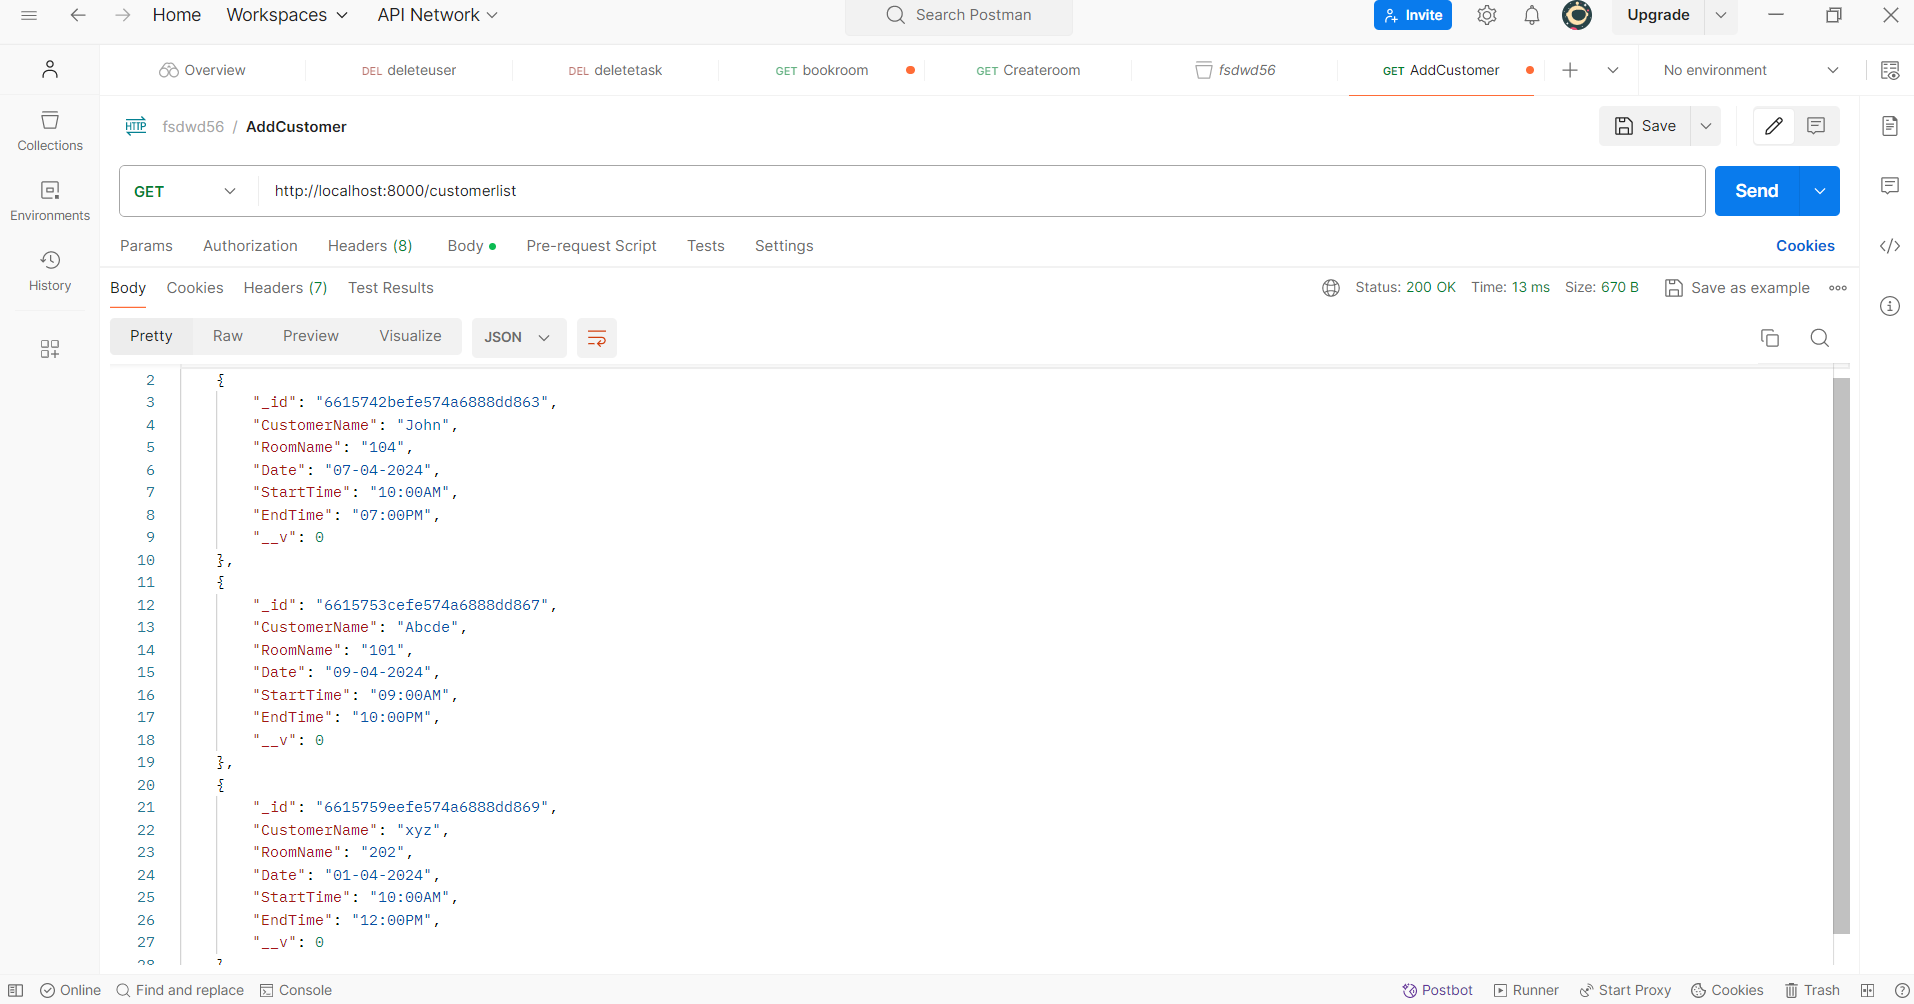 Home Workspaces API Network Search Postman Invite Upgrade
Overview DEL deleteuser DEL deletetask GET bookroom GET Createroom fsdwd56 GET AddCustomer No environment
HTTP fsdwd56 / AddCustomer Save
Collections
GET http://localhost:8000/customerlist Send
Environments
Params Authorization Headers (8) Body Pre-request Script Tests Settings Cookies
History
Body Cookies Headers (7) Test Results Status: 200 OK Time: 13 ms Size: 670 B Save as example
Pretty Raw Preview Visualize JSON
2 {
3 "_id": "6615742befe574a6888dd863",
4 "CustomerName": "John",
5 "RoomName": "104",
6 "Date": "07-04-2024",
7 "StartTime": "10:00AM",
8 "EndTime": "07:00PM",
9 "__v": 0
10 },
11 {
12 "_id": "6615753cefe574a6888dd867",
13 "CustomerName": "Abcde",
14 "RoomName": "101",
15 "Date": "09-04-2024",
16 "StartTime": "09:00AM",
17 "EndTime": "10:00PM",
18 "__v": 0
19 },
20 {
21 "_id": "6615759eefe574a6888dd869",
22 "CustomerName": "xyz",
23 "RoomName": "202",
24 "Date": "01-04-2024",
25 "StartTime": "10:00AM",
26 "EndTime": "12:00PM",
27 "__v": 0
28 }
Online Find and replace Console Postbot Runner Start Proxy Cookies Trash